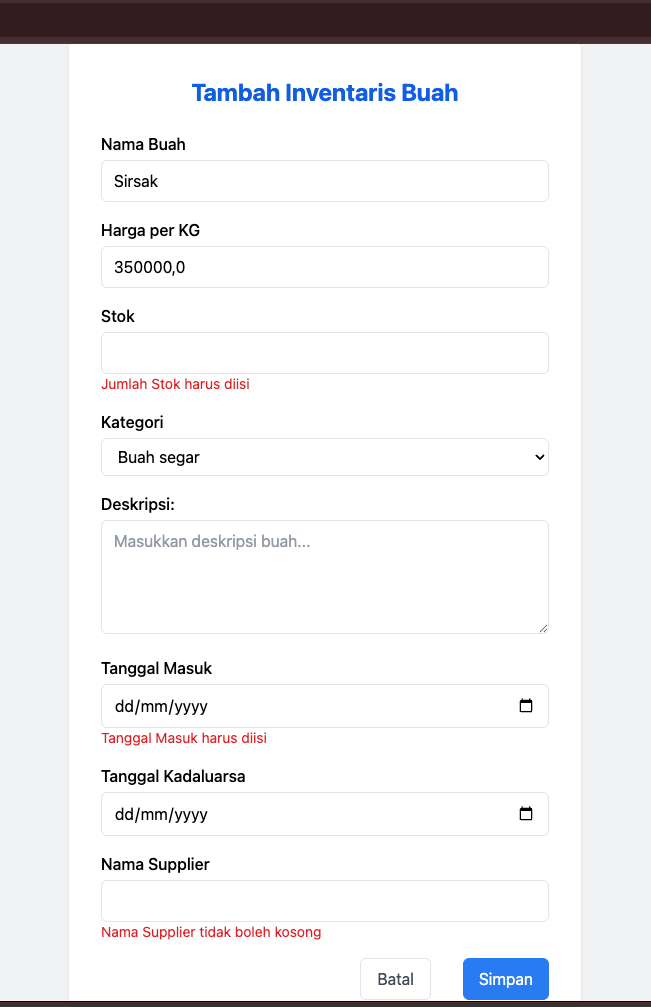 Tambah Inventaris Buah
Nama Buah
Sirsak
Harga per KG
350000,0
Stok
Jumlah Stok harus diisi
Kategori
Buah segar
Deskripsi:
Masukkan deskripsi buah...
Tanggal Masuk
dd/mm/yyyy
Tanggal Masuk harus diisi
Tanggal Kadaluarsa
dd/mm/yyyy
Nama Supplier
Nama Supplier tidak boleh kosong
Batal Simpan